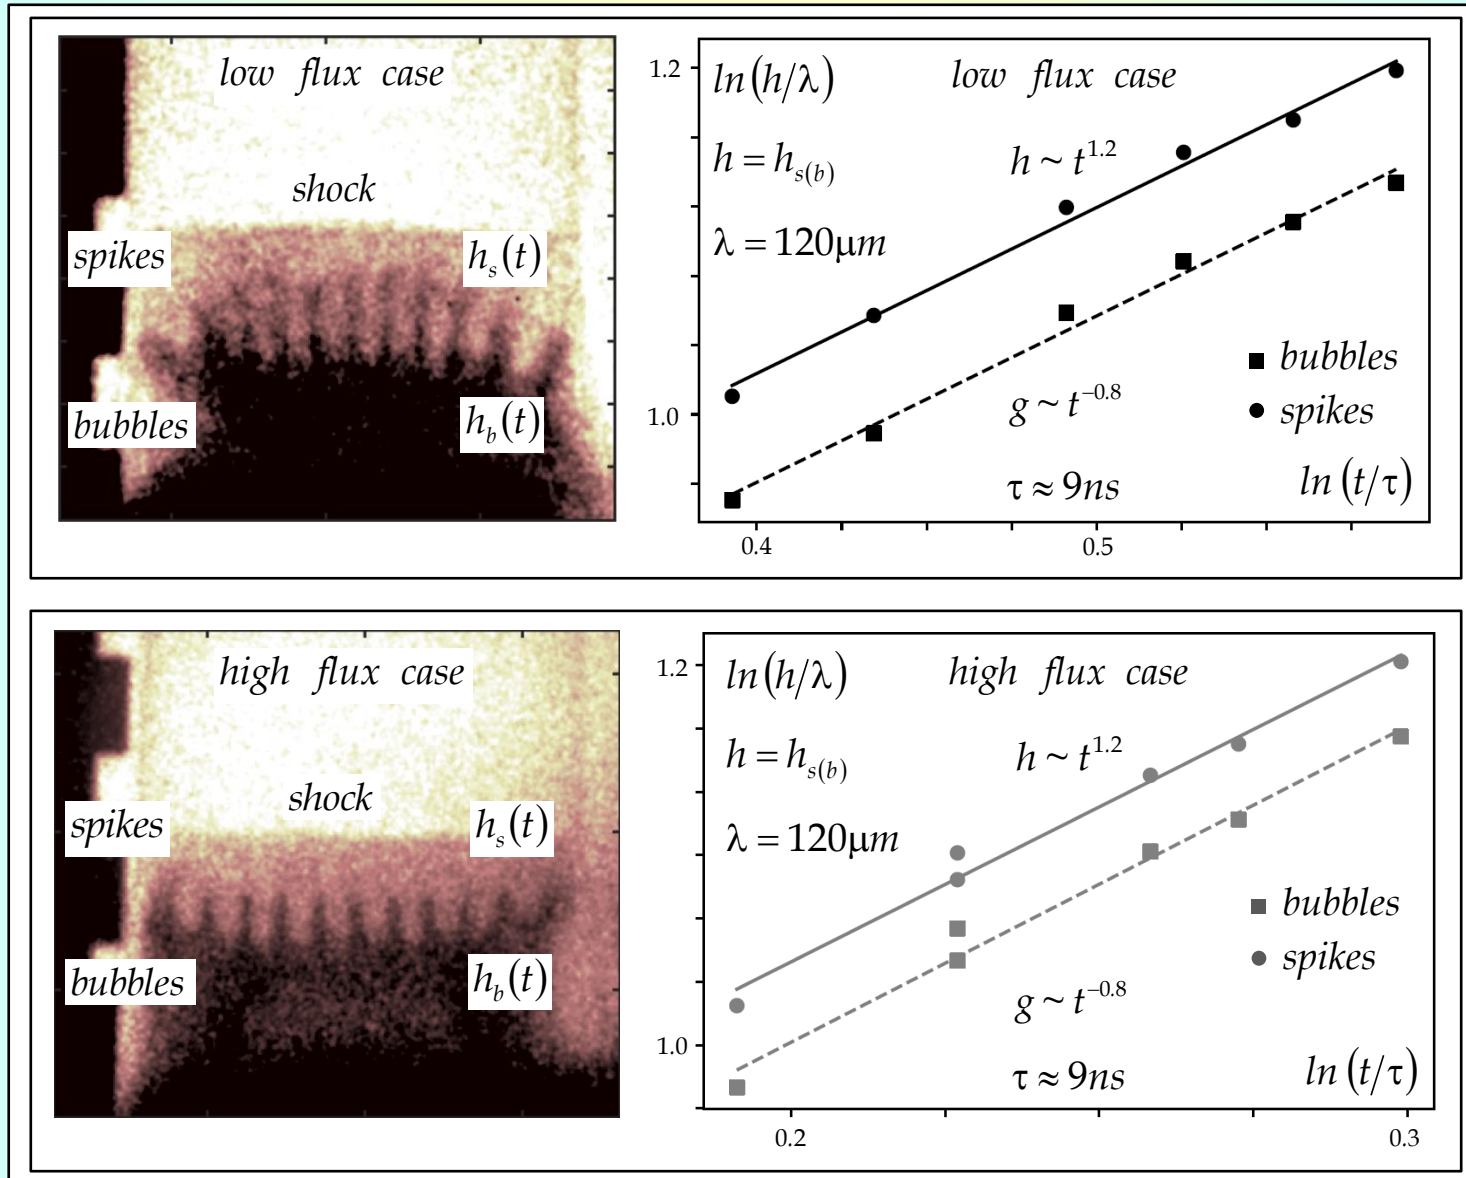 low flux case
shock
spikes
h_s(t)
bubbles
h_b(t)
1.2
1.0
ln(h/λ)
low flux case
h = h_{s(b)}
h ~ t^{1.2}
λ = 120μm
bubbles
g ~ t^{-0.8}
spikes
τ ≈ 9ns
ln(t/τ)
0.4
0.5
high flux case
shock
spikes
h_s(t)
bubbles
h_b(t)
1.2
1.0
ln(h/λ)
high flux case
h = h_{s(b)}
h ~ t^{1.2}
λ = 120μm
bubbles
spikes
g ~ t^{-0.8}
τ ≈ 9ns
ln(t/τ)
0.2
0.3